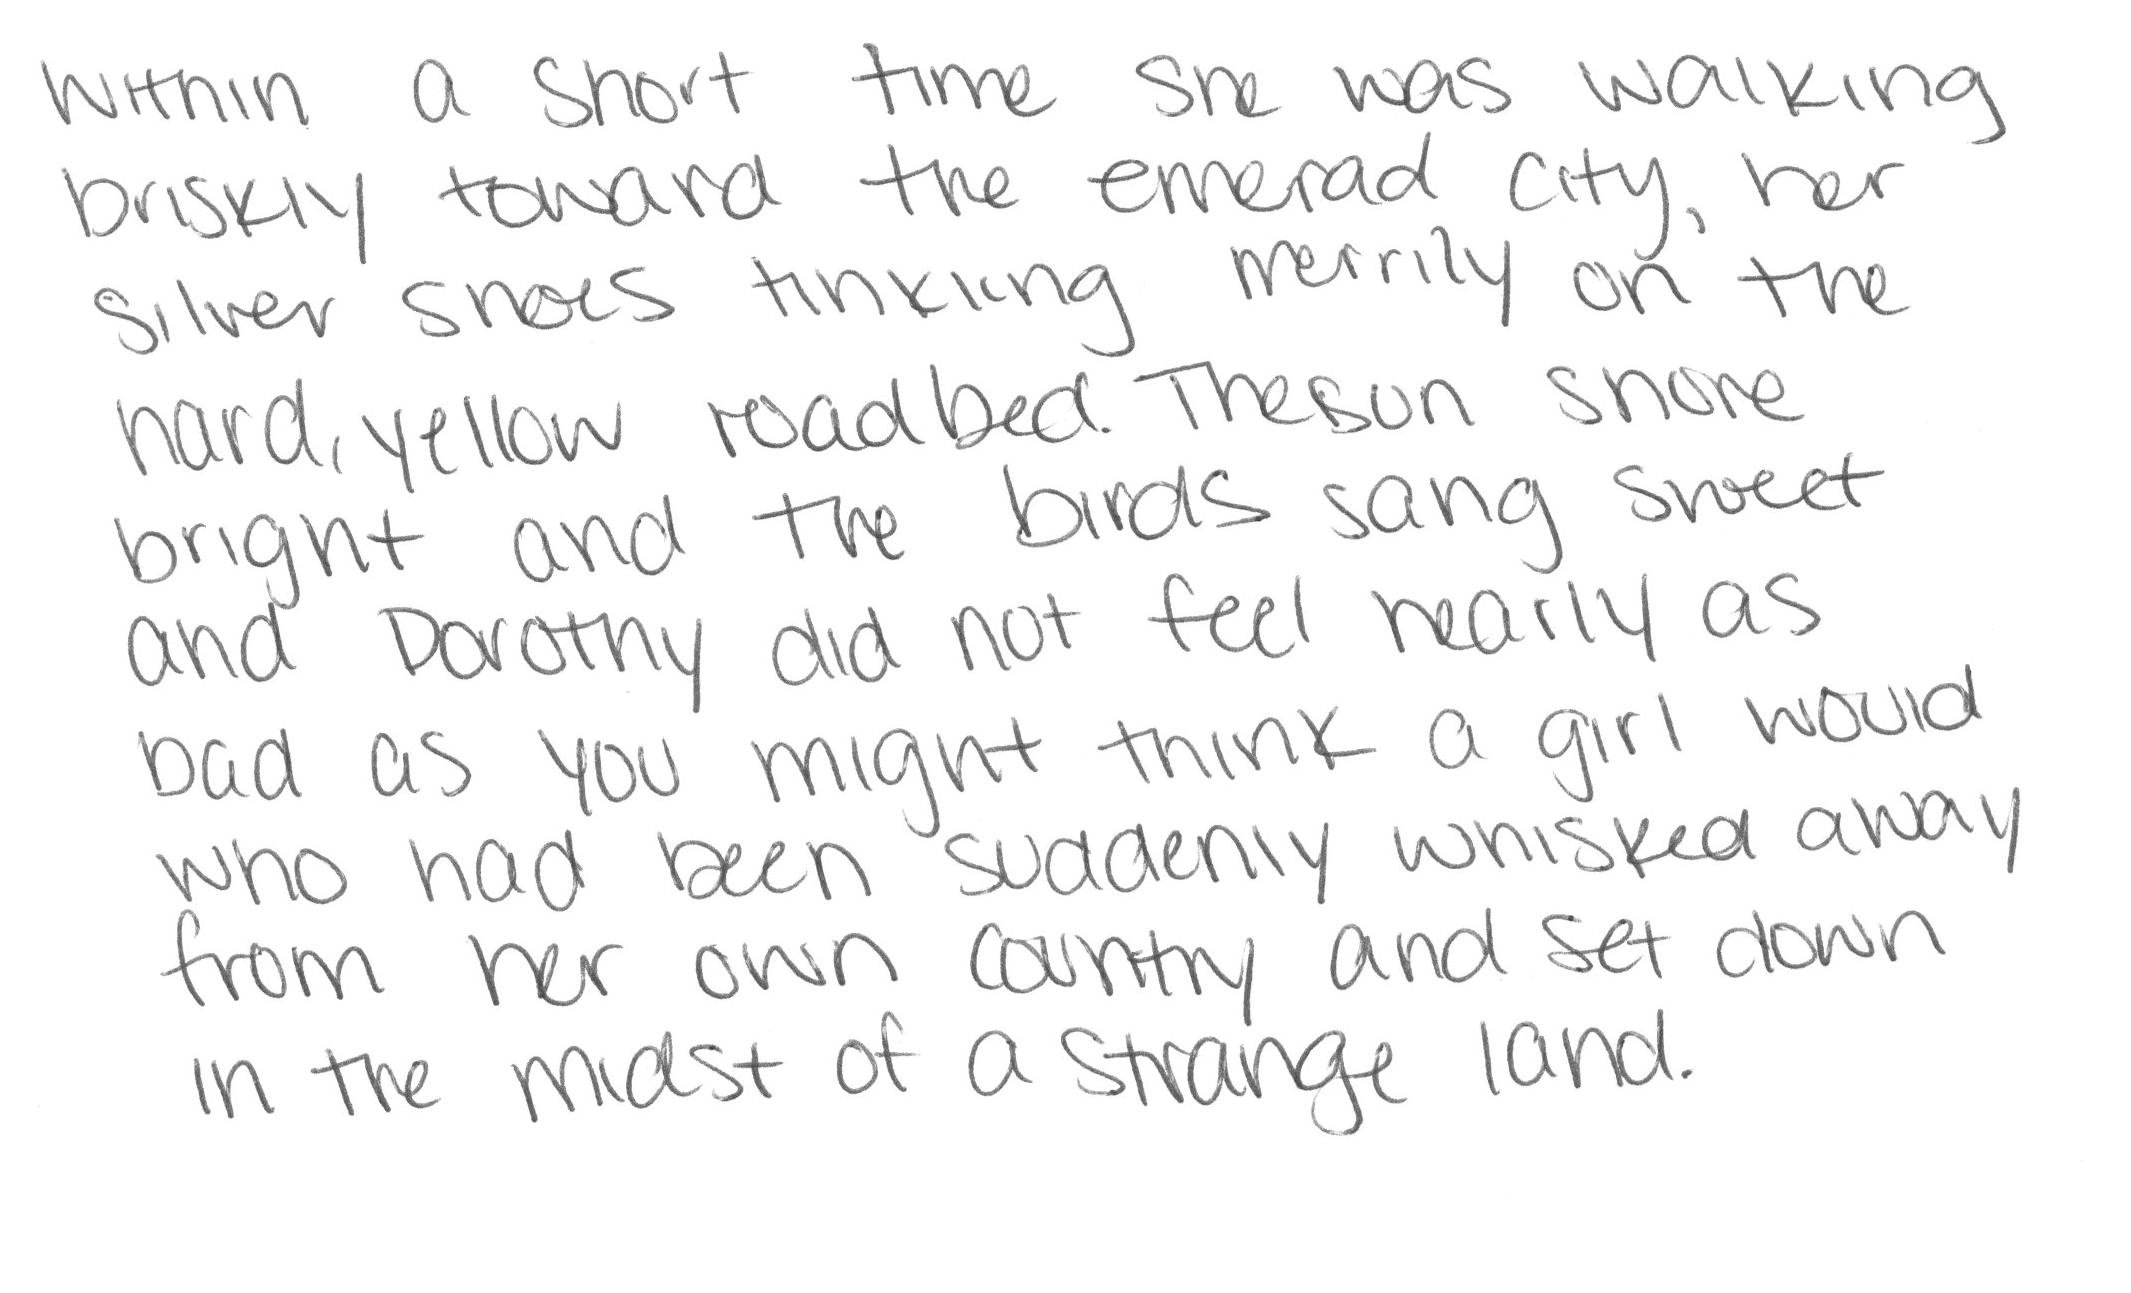 Within a short time she was walking
briskly toward the emerad city, her
silver shoes tinkling merrily on the
hard, yellow roadbed. The sun shone
bright and the birds sang sweet
and Dorothy did not feel nearly as
bad as you might think a girl would
who had been suddenly whisked away
from her own country and set down
in the midst of a strange land.